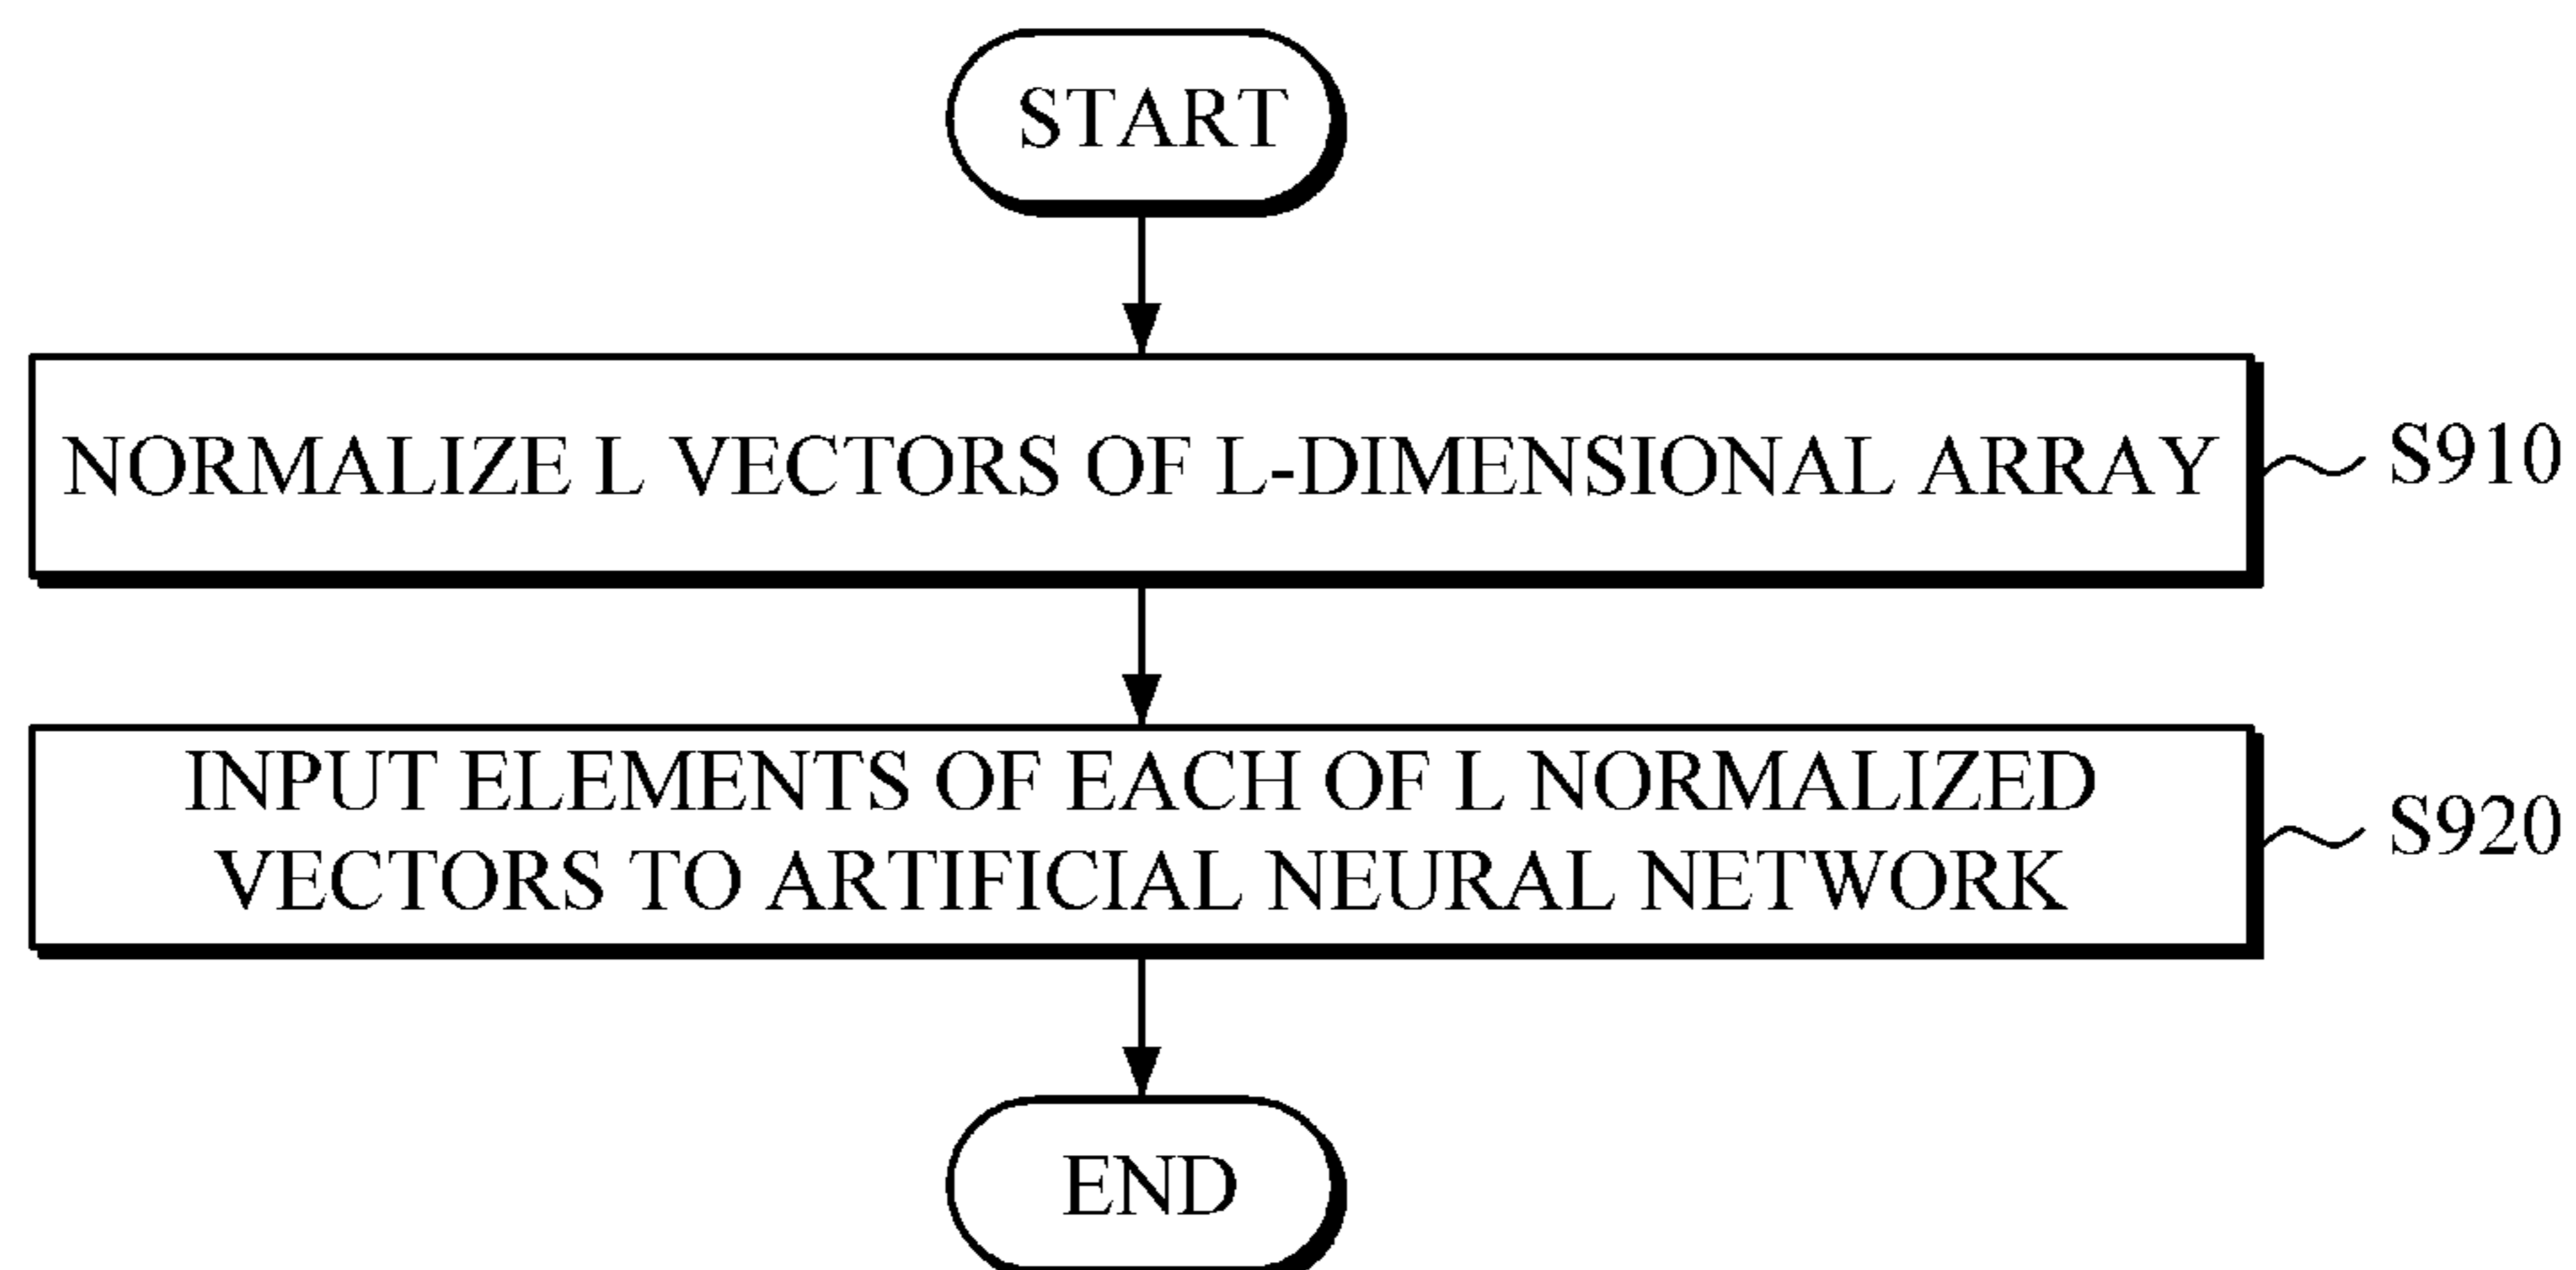 START
NORMALIZE L VECTORS OF L-DIMENSIONAL ARRAY
S910
INPUT ELEMENTS OF EACH OF L NORMALIZED
VECTORS TO ARTIFICIAL NEURAL NETWORK
S920
END